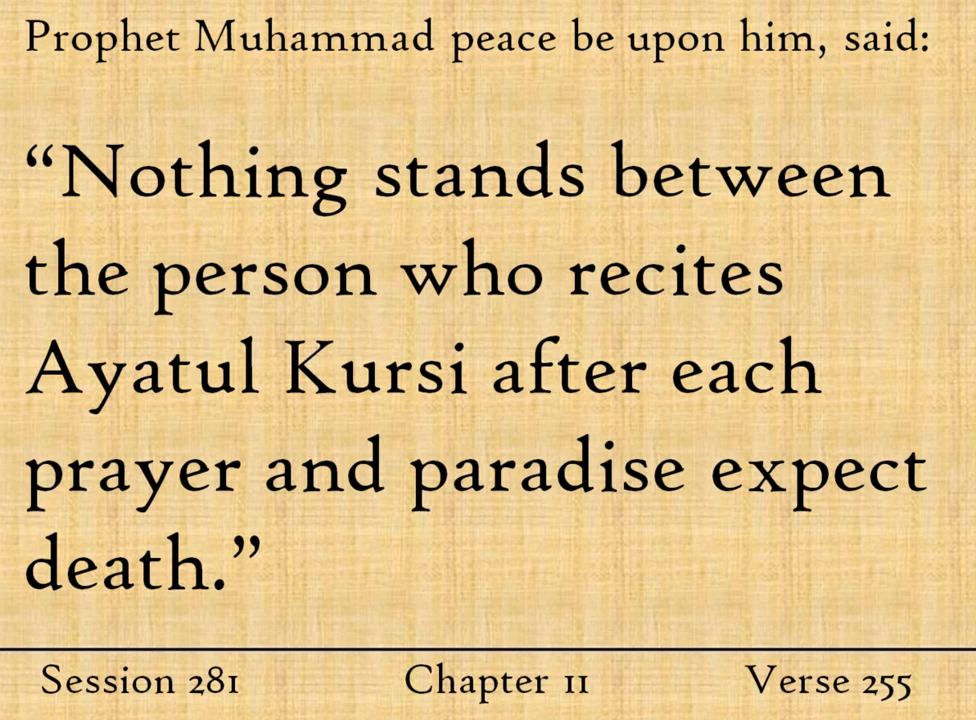 Prophet Muhammad peace be upon him, said:
“Nothing stands between
the person who recites
Ayatul Kursi after each
prayer and paradise expect
death.”
Session 281 Chapter 11 Verse 255